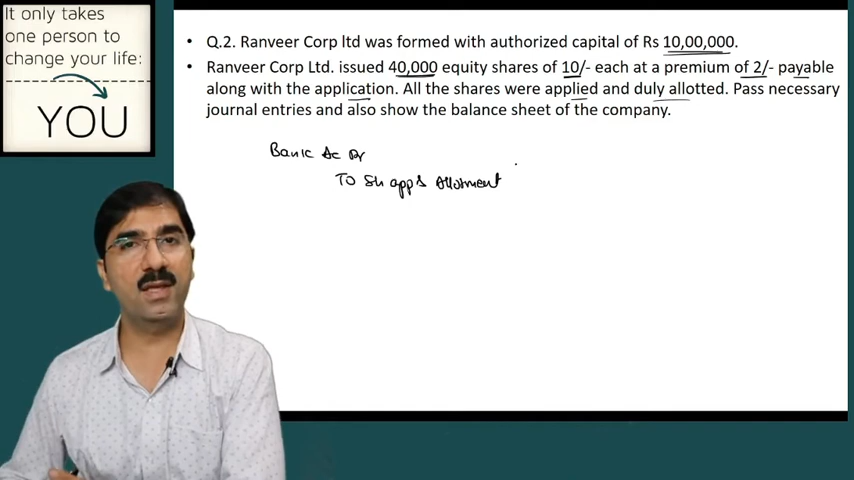 It only takes
one person to
change your life:
YOU
• Q.2. Ranveer Corp ltd was formed with authorized capital of Rs 10,00,000.
• Ranveer Corp Ltd. issued 40,000 equity shares of 10/- each at a premium of 2/- payable
along with the application. All the shares were applied and duly allotted. Pass necessary
journal entries and also show the balance sheet of the company.
Bank Ac Dr
To Sh app & Allotment